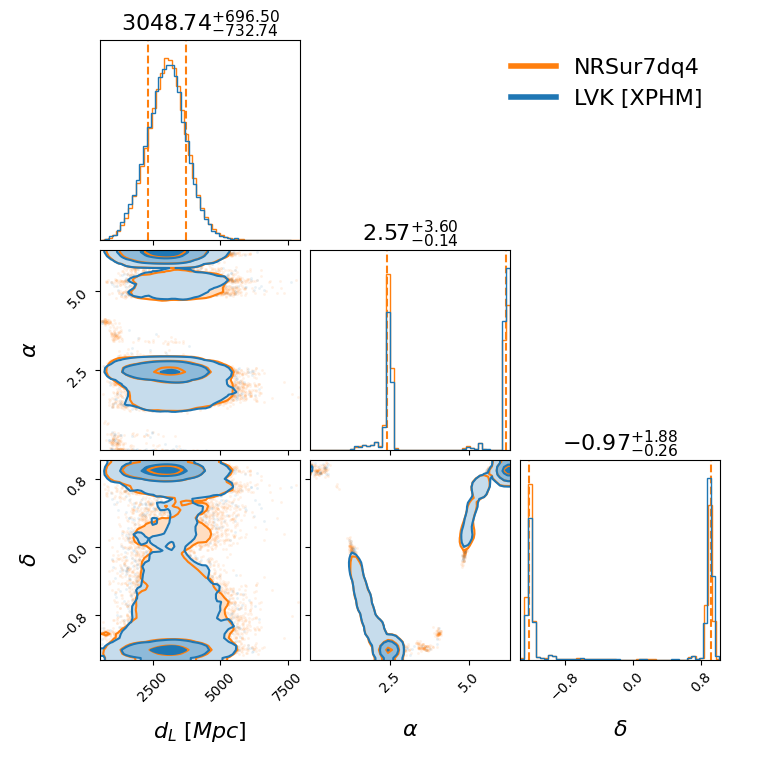 3048.74+696.50−732.74
NRSur7dq4
LVK [XPHM]
2.57+3.60−0.14
5.0
2.5
α
−0.97+1.88−0.26
0.8
0.0
−0.8
δ
2500 5000 7500
2.5 5.0
−0.8 0.0 0.8
d_L [Mpc]
α
δ